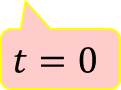 t = 0